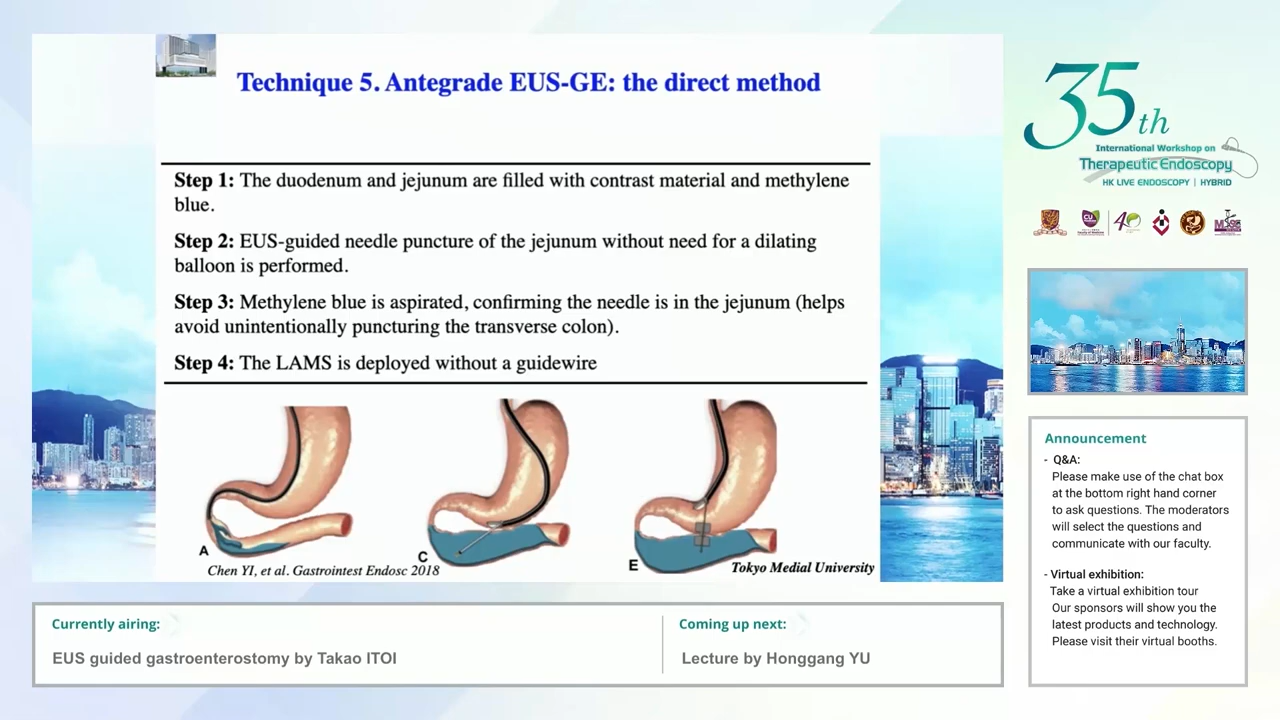 Technique 5. Antegrade EUS-GE: the direct method
Step 1: The duodenum and jejunum are filled with contrast material and methylene
blue.
Step 2: EUS-guided needle puncture of the jejunum without need for a dilating
balloon is performed.
Step 3: Methylene blue is aspirated, confirming the needle is in the jejunum (helps
avoid unintentionally puncturing the transverse colon).
Step 4: The LAMS is deployed without a guidewire
A
C
E
Chen YI, et al. Gastrointest Endosc 2018
Tokyo Medial University
35th
International Workshop on
Therapeutic Endoscopy
HK LIVE ENDOSCOPY | HYBRID
Announcement
- Q&A:
Please make use of the chat box
at the bottom right hand corner
to ask questions. The moderators
will select the questions and
communicate with our faculty.
- Virtual exhibition:
Take a virtual exhibition tour
Our sponsors will show you the
latest products and technology.
Please visit their virtual booths.
Currently airing:
EUS guided gastroenterostomy by Takao ITOI
Coming up next:
Lecture by Honggang YU